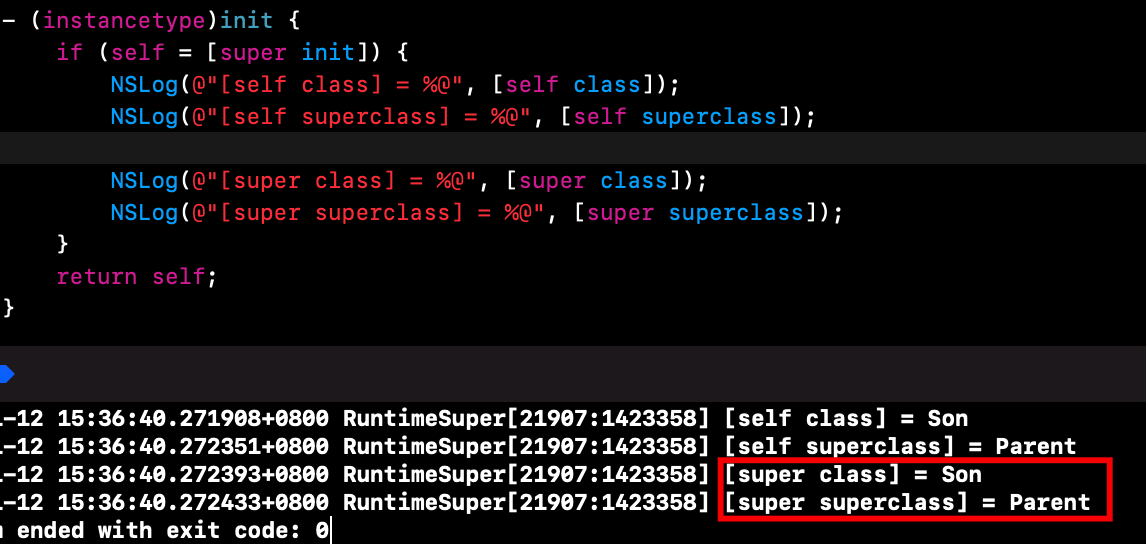 - (instancetype)init {
if (self = [super init]) {
NSLog(@"[self class] = %@", [self class]);
NSLog(@"[self superclass] = %@", [self superclass]);
NSLog(@"[super class] = %@", [super class]);
NSLog(@"[super superclass] = %@", [super superclass]);
}
return self;
}
-12 15:36:40.271908+0800 RuntimeSuper[21907:1423358] [self class] = Son
-12 15:36:40.272351+0800 RuntimeSuper[21907:1423358] [self superclass] = Parent
-12 15:36:40.272393+0800 RuntimeSuper[21907:1423358] [super class] = Son
-12 15:36:40.272433+0800 RuntimeSuper[21907:1423358] [super superclass] = Parent
ended with exit code: 0